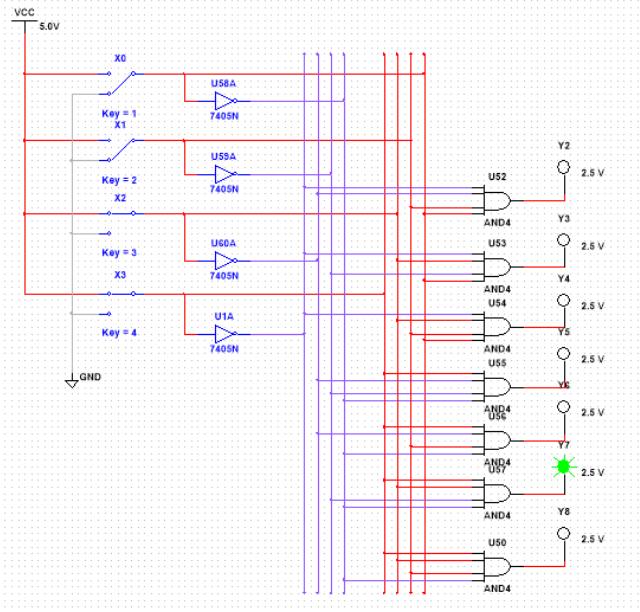 VCC
5.0V
X0
U58A
7405N
Key = 1
X1
U59A
7405N
Key = 2
X2
U60A
7405N
Key = 3
X3
U1A
7405N
Key = 4
GND
Y2
2.5 V
U52
AND4
Y3
2.5 V
U53
AND4
Y4
2.5 V
U54
AND4
Y5
2.5 V
U55
AND4
Y6
2.5 V
U56
AND4
Y7
2.5 V
U57
AND4
Y8
2.5 V
U50
AND4